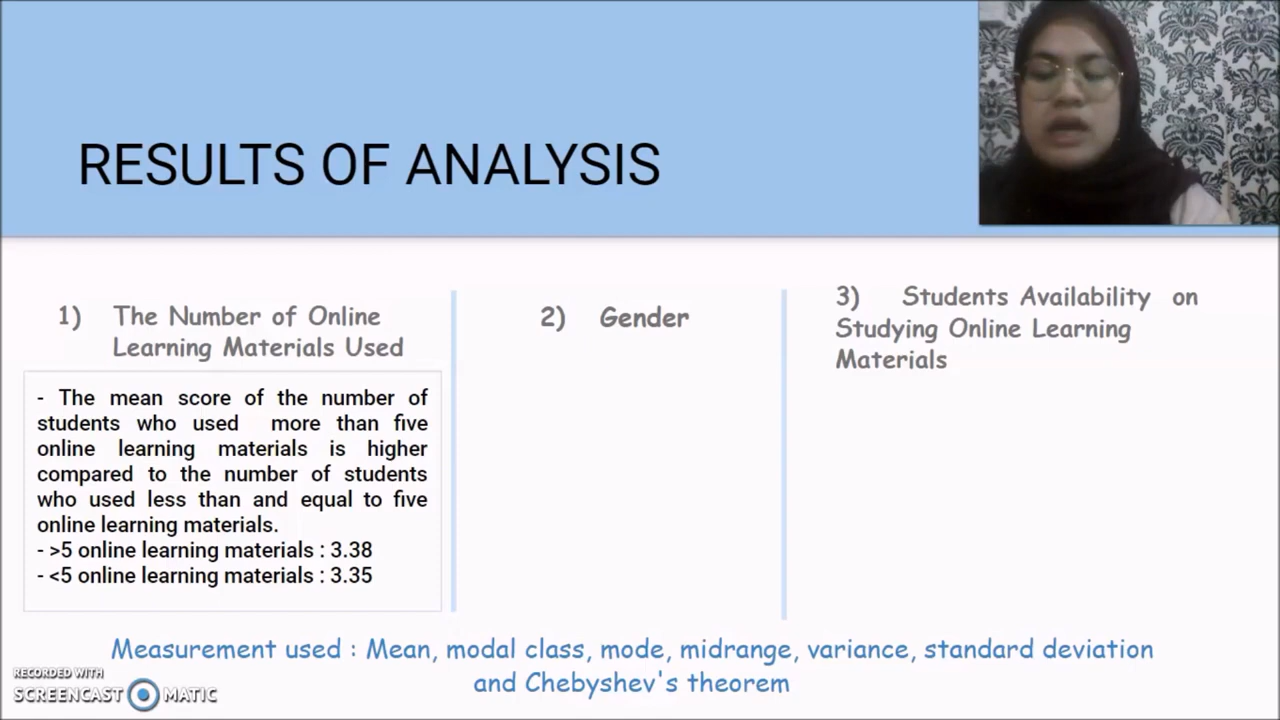 RESULTS OF ANALYSIS
1) The Number of Online
Learning Materials Used
- The mean score of the number of
students who used more than five
online learning materials is higher
compared to the number of students
who used less than and equal to five
online learning materials.
- >5 online learning materials : 3.38
- <5 online learning materials : 3.35
2) Gender
3) Students Availability on
Studying Online Learning
Materials
Measurement used : Mean, modal class, mode, midrange, variance, standard deviation
and Chebyshev's theorem
RECORDED WITH
SCREENCAST MATIC